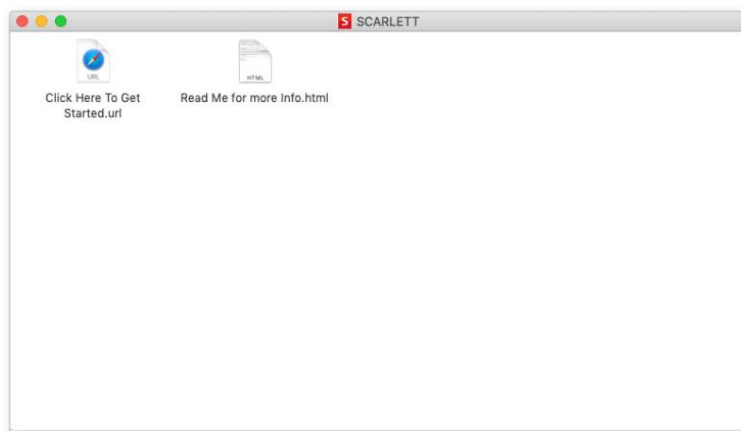 S SCARLETT
URL
HTML
Click Here To Get
Started.url
Read Me for more Info.html